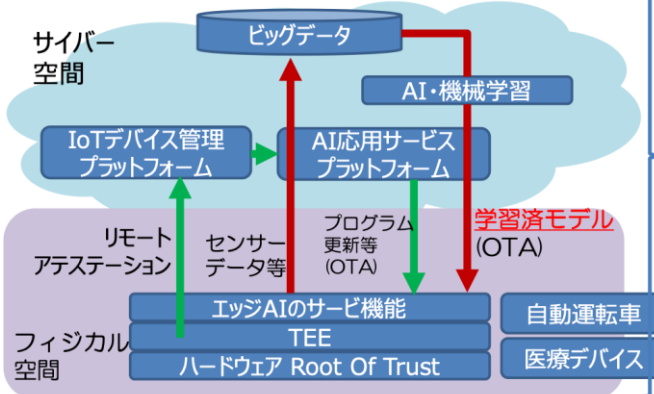 サイバー
空間
ビッグデータ
AI・機械学習
IoTデバイス管理
プラットフォーム
AI応用サービス
プラットフォーム
リモート
アテステーション
センサー
データ等
プログラム
更新等
(OTA)
学習済モデル
(OTA)
フィジカル
空間
エッジAIのサービ機能
TEE
ハードウェア Root Of Trust
自動運転車
医療デバイス